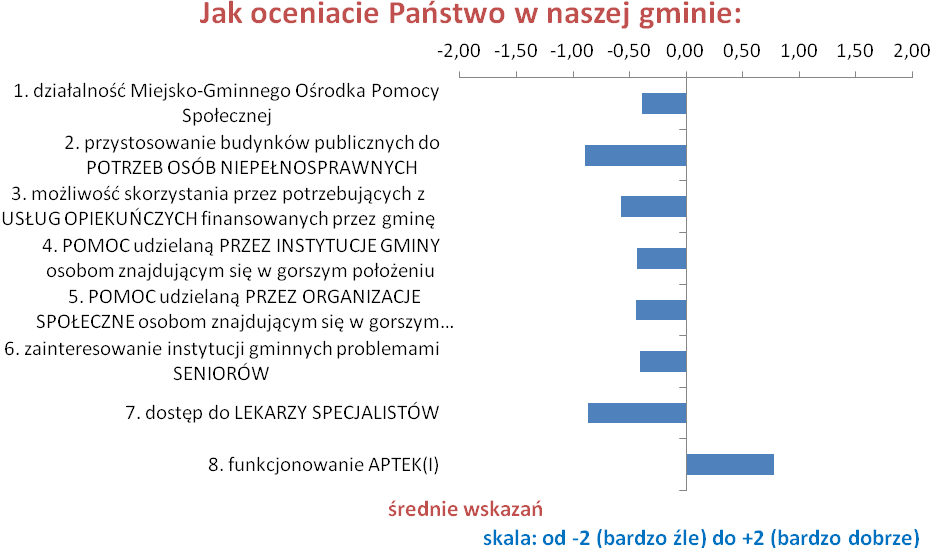 Jak oceniacie Państwo w naszej gminie:
-2,00 -1,50 -1,00 -0,50 0,00 0,50 1,00 1,50 2,00
1. działalność Miejsko-Gminnego Ośrodka Pomocy
Społecznej
2. przystosowanie budynków publicznych do
POTRZEB OSÓB NIEPEŁNOSPRAWNYCH
3. możliwość skorzystania przez potrzebujących z
USŁUG OPIEKUŃCZYCH finansowanych przez gminę
4. POMOC udzielaną PRZEZ INSTYTUCJE GMINY
osobom znajdującym się w gorszym położeniu
5. POMOC udzielaną PRZEZ ORGANIZACJE
SPOŁECZNE osobom znajdującym się w gorszym...
6. zainteresowanie instytucji gminnych problemami
SENIORÓW
7. dostęp do LEKARZY SPECJALISTÓW
8. funkcjonowanie APTEK(I)
średnie wskazań
skala: od -2 (bardzo źle) do +2 (bardzo dobrze)